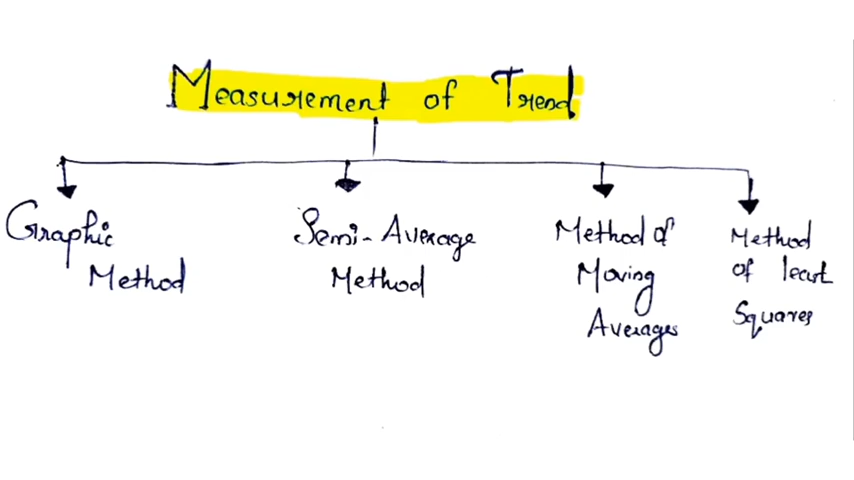 Measurement of Trend
Graphic
Method
Semi-Average
Method
Method of
Moving
Averages
Method
of least
Squares